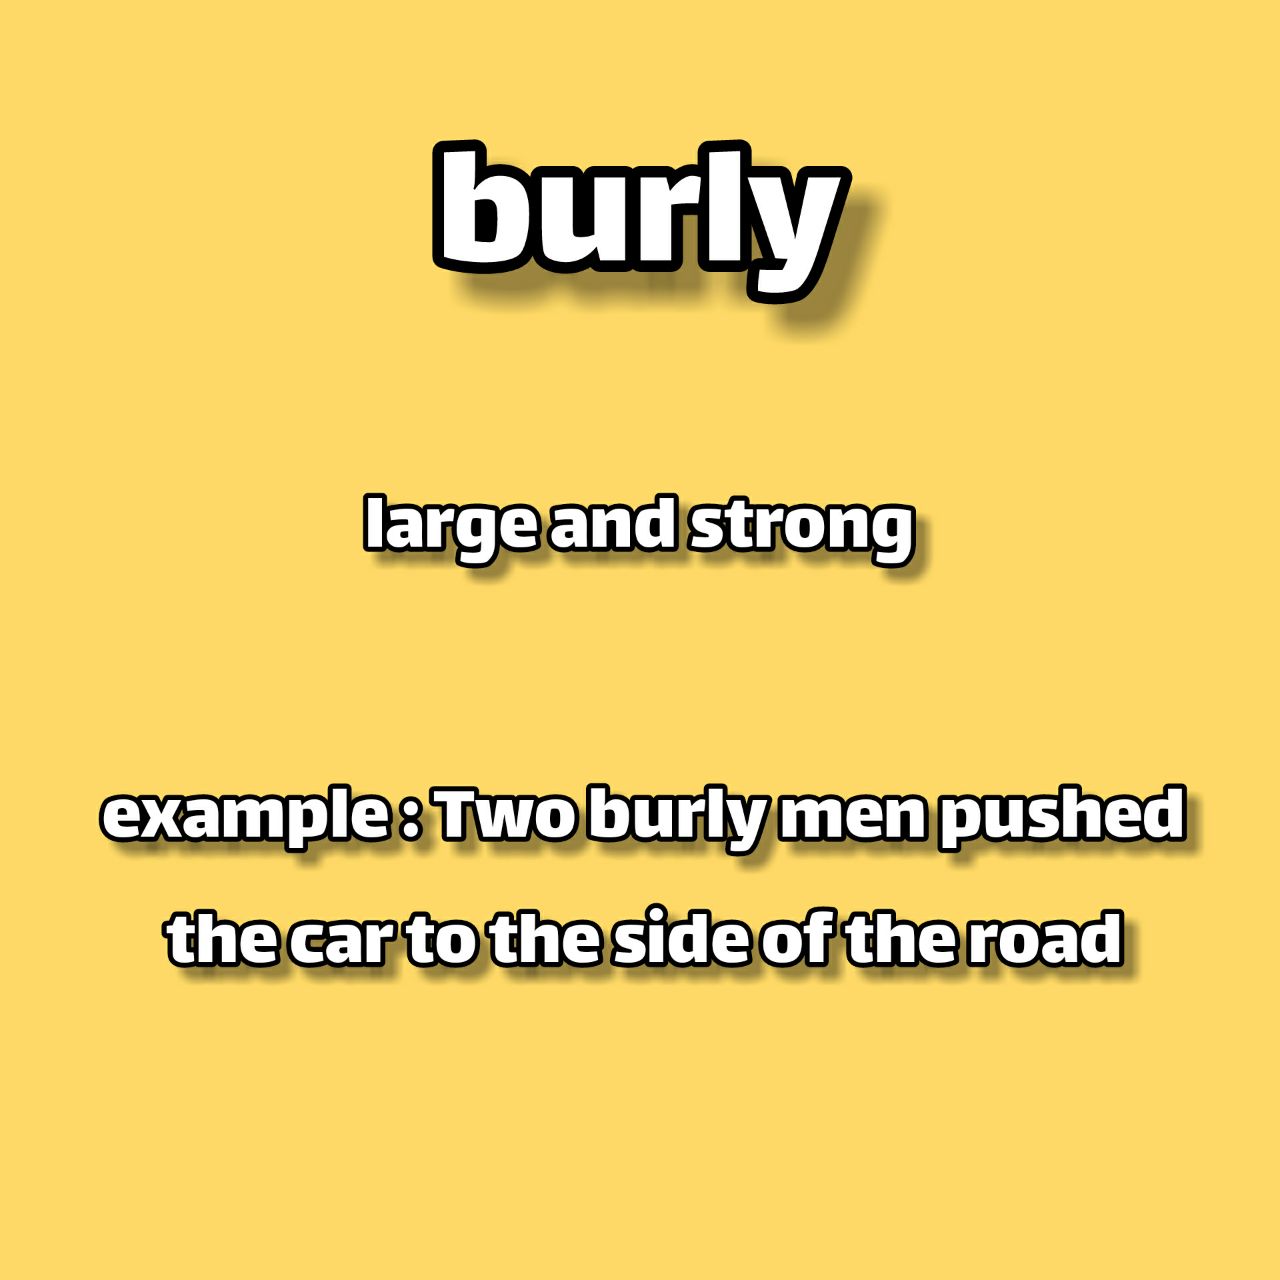 burly
large and strong
example : Two burly men pushed
the car to the side of the road